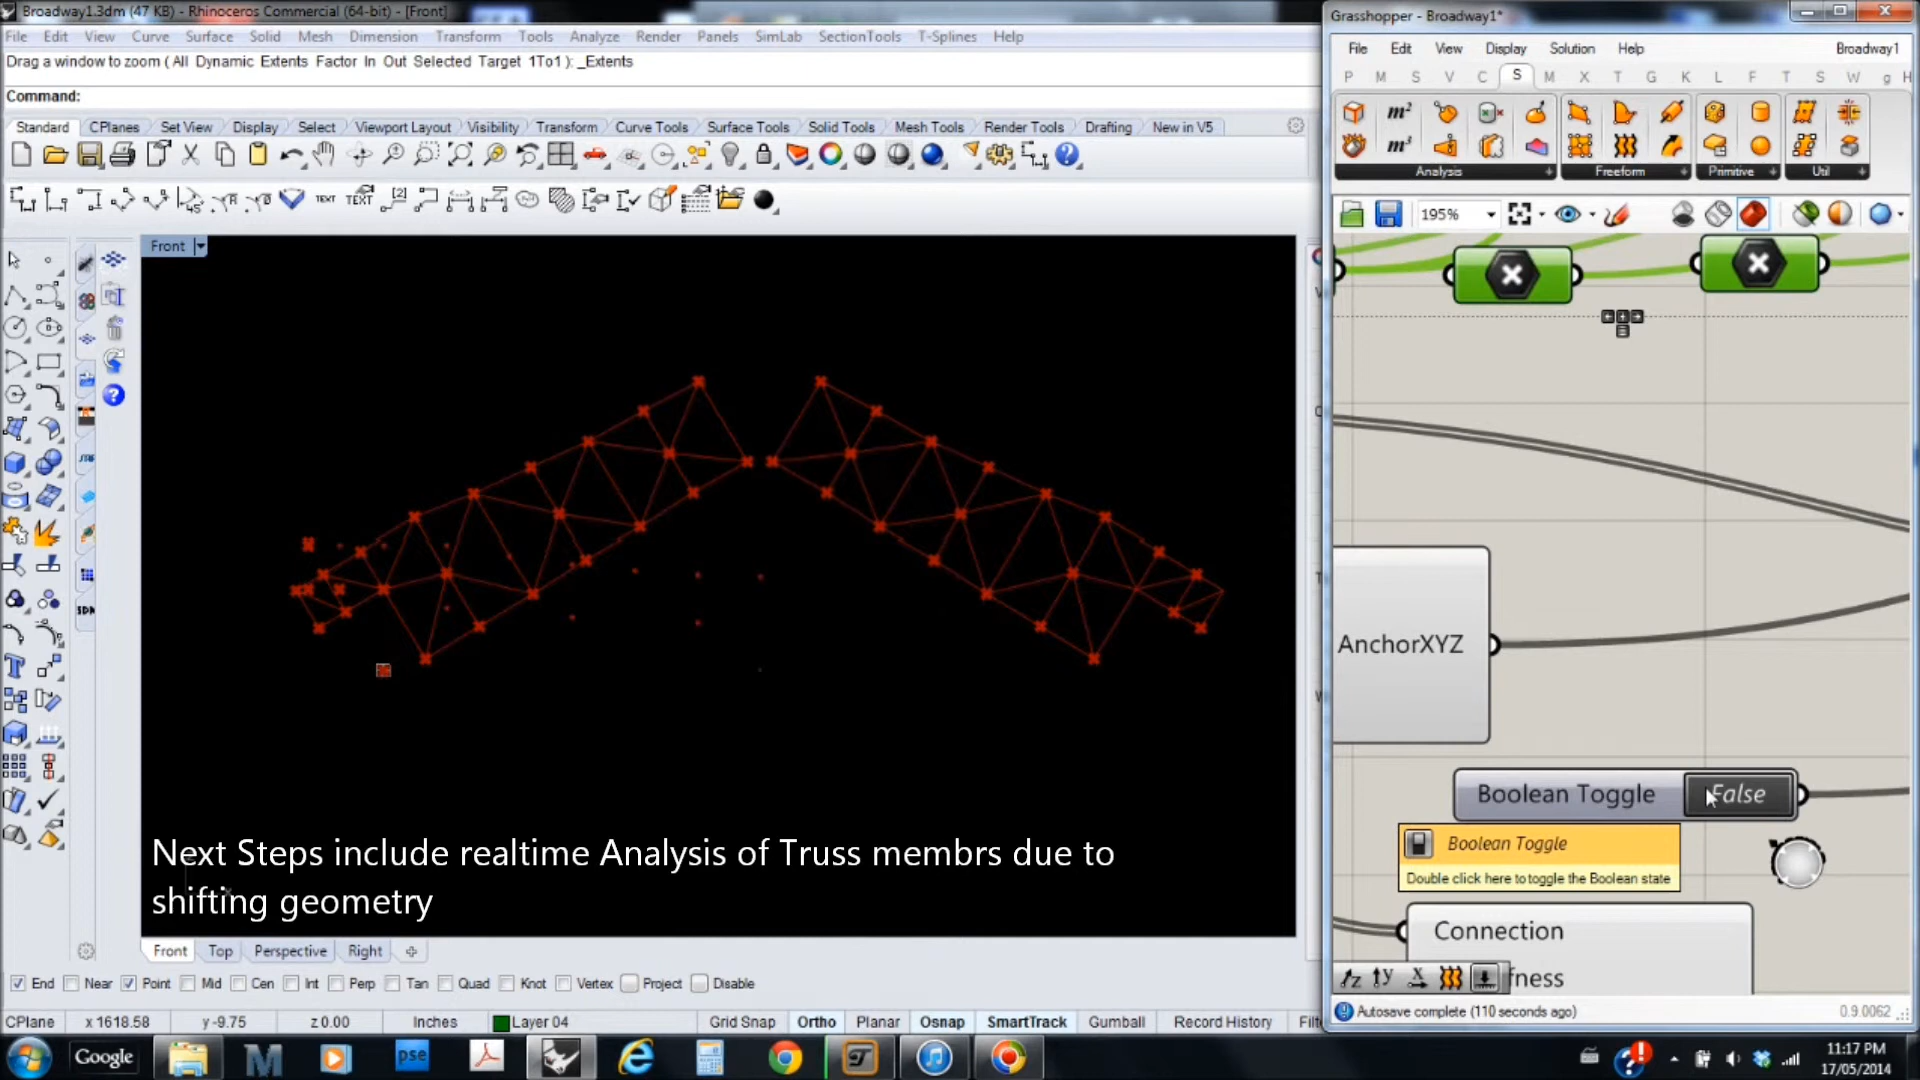 Broadway1.3dm (47 KB) - Rhinoceros Commercial (64-bit) - [Front]
File Edit View Curve Surface Solid Mesh Dimension Transform Tools Analyze Render Panels SimLab SectionTools T-Splines Help
Drag a window to zoom ( All Dynamic Extents Factor In Out Selected Target 1To1 ): _Extents
Command:
Standard CPlanes Set View Display Select Viewport Layout Visibility Transform Curve Tools Surface Tools Solid Tools Mesh Tools Render Tools Drafting New in V5
TEXT TEXT
Front
Next Steps include realtime Analysis of Truss membrs due to
shifting geometry
Front Top Perspective Right
End Near Point Mid Cen Int Perp Tan Quad Knot Vertex Project Disable
CPlane x 1618.58 y -9.75 z 0.00 Inches Layer 04 Grid Snap Ortho Planar Osnap SmartTrack Gumball Record History
Grasshopper - Broadway1*
File Edit View Display Solution Help Broadway1
P M S V C S M X T G K L F T S W g H
m² m³
Analysis Freeform Primitive Util
195%
AnchorXYZ
Boolean Toggle False
Boolean Toggle
Double click here to toggle the Boolean state
Connection
fness
Autosave complete (110 seconds ago) 0.9.0062
Google pse
11:17 PM
17/05/2014